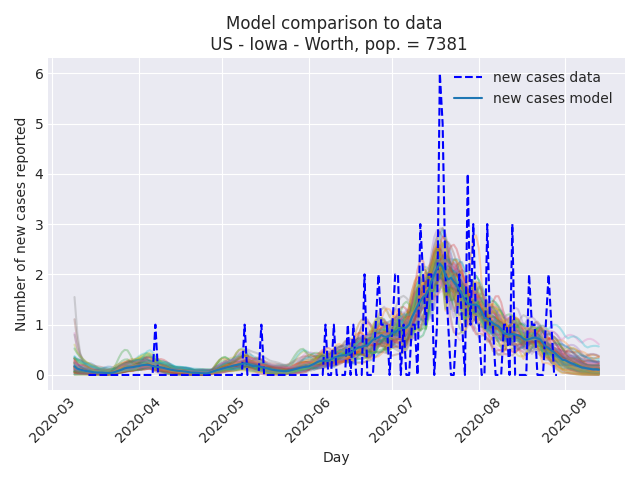 Model comparison to data
US - Iowa - Worth, pop. = 7381
new cases data
new cases model
Number of new cases reported
6
5
4
3
2
1
0
2020-03
2020-04
2020-05
2020-06
2020-07
2020-08
2020-09
Day